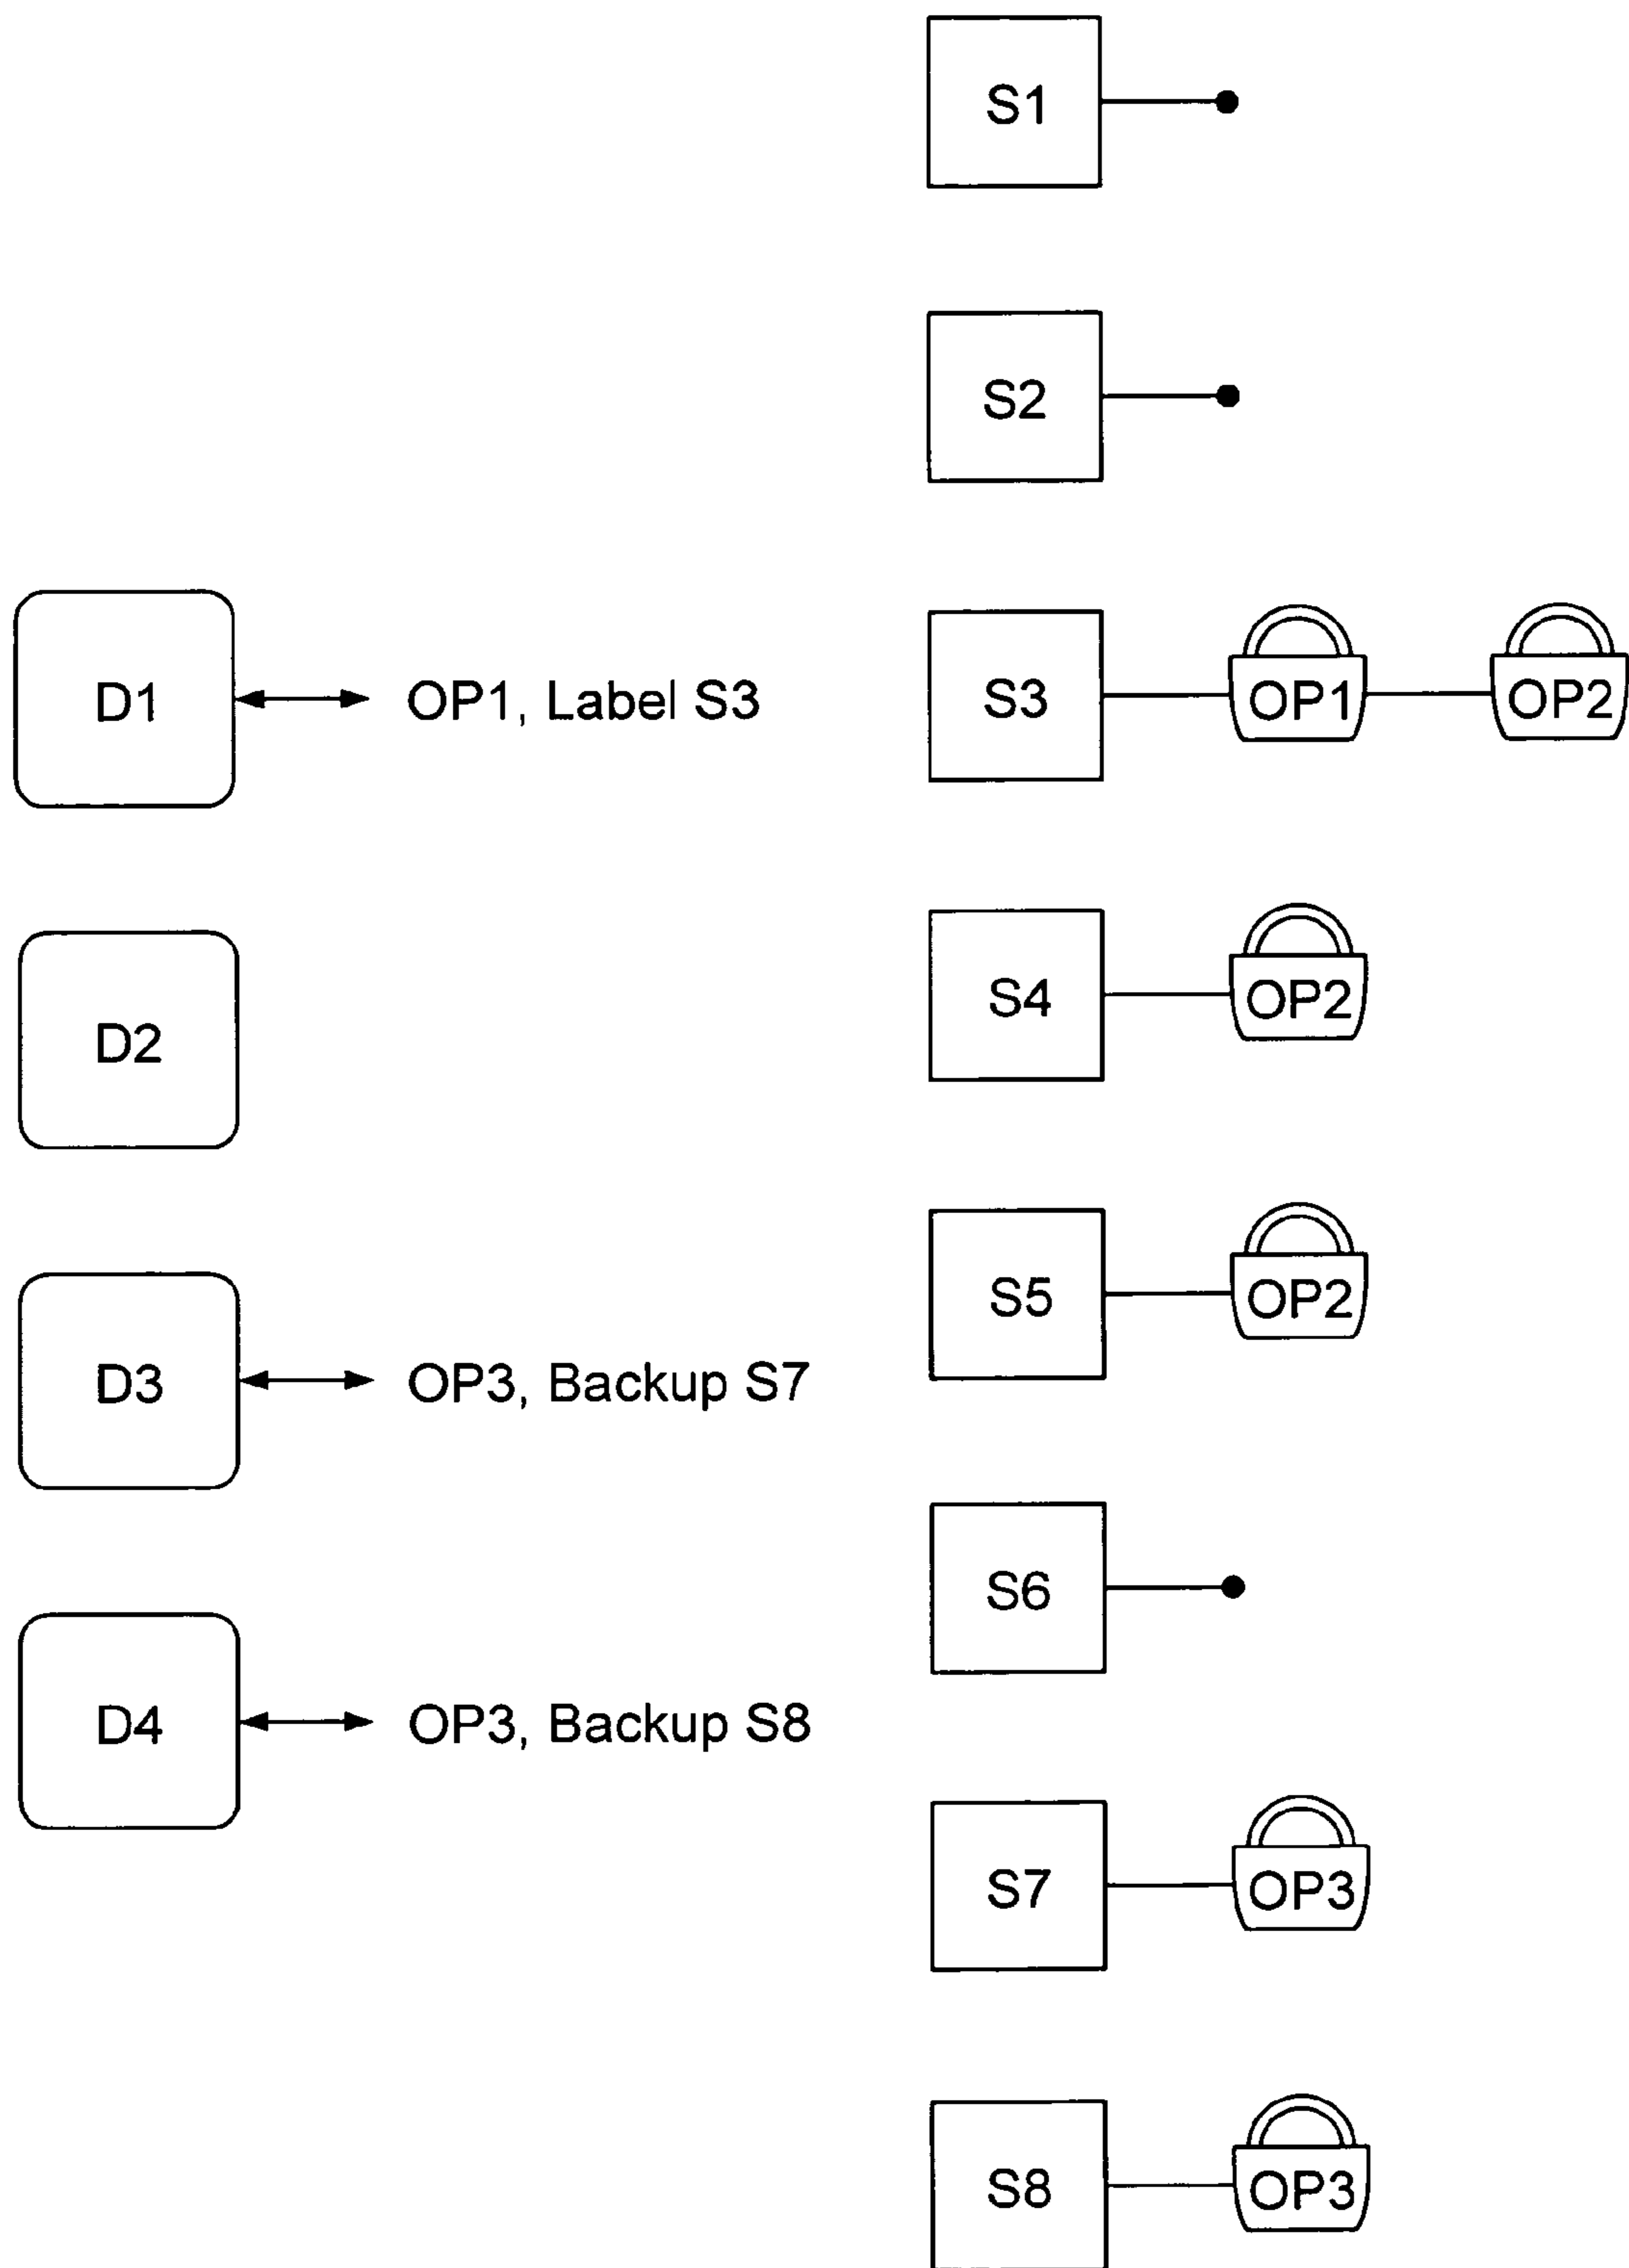 S1
S2
D1
OP1, Label S3
S3
OP1
OP2
S4
OP2
D2
S5
OP2
D3
OP3, Backup S7
S6
D4
OP3, Backup S8
S7
OP3
S8
OP3